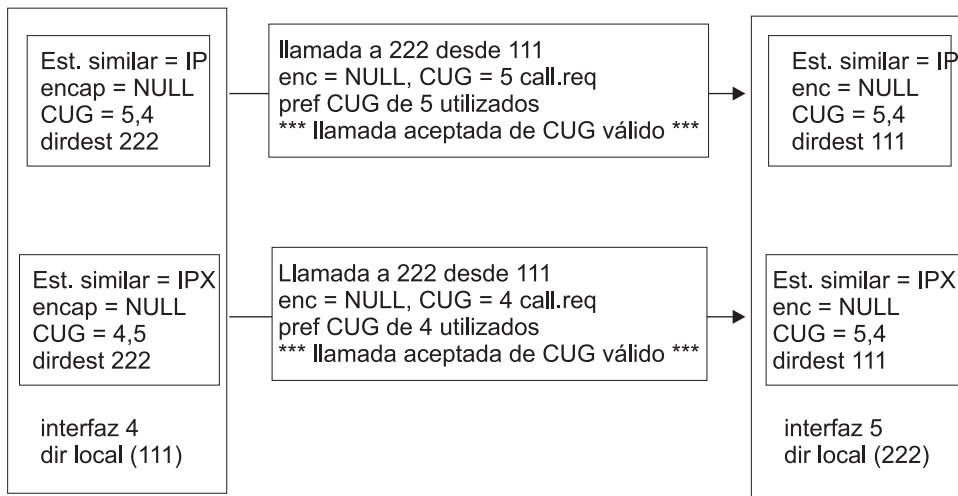 Est. similar = IP
encap = NULL
CUG = 5,4
dirdest 222
llamada a 222 desde 111
enc = NULL, CUG = 5 call.req
pref CUG de 5 utilizados
*** llamada aceptada de CUG válido ***
Est. similar = IP
enc = NULL
CUG = 5,4
dirdest 111
Est. similar = IPX
encap = NULL
CUG = 4,5
dirdest 222
Llamada a 222 desde 111
enc = NULL, CUG = 4 call.req
pref CUG de 4 utilizados
*** llamada aceptada de CUG válido ***
Est. similar = IPX
enc = NULL
CUG = 5,4
dirdest 111
interfaz 4
dir local (111)
interfaz 5
dir local (222)